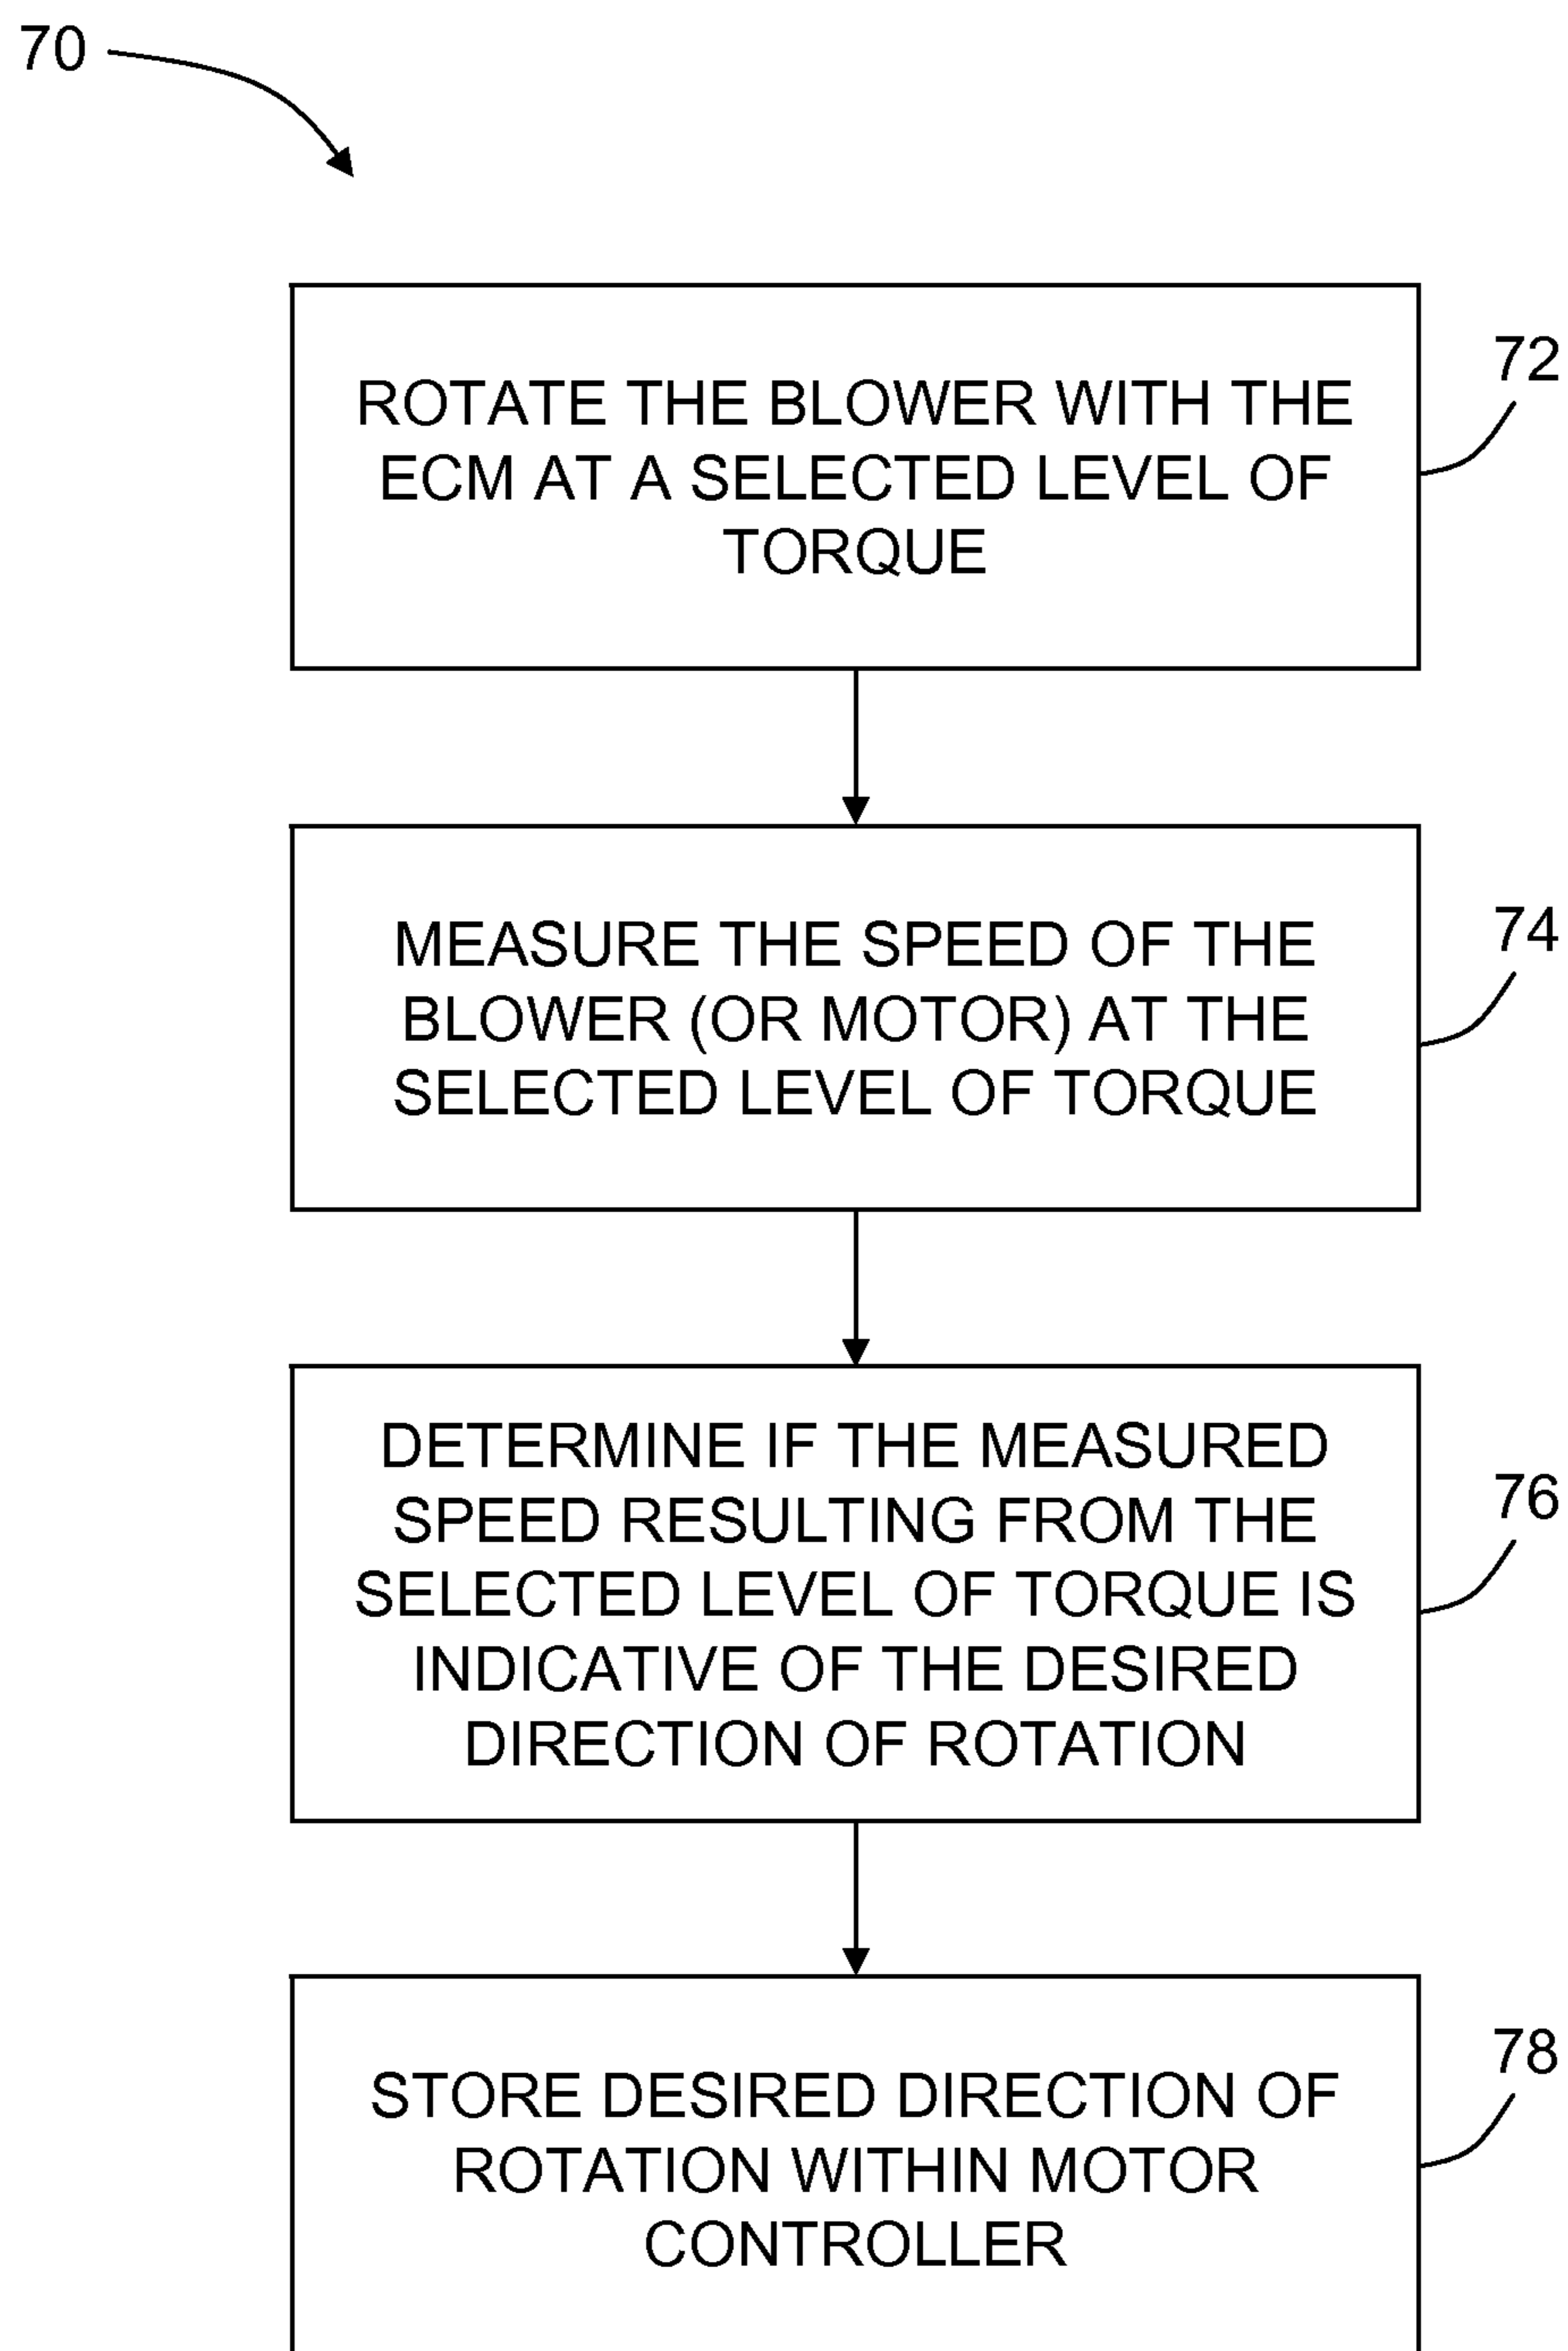 70
ROTATE THE BLOWER WITH THE
ECM AT A SELECTED LEVEL OF
TORQUE
72
MEASURE THE SPEED OF THE
BLOWER (OR MOTOR) AT THE
SELECTED LEVEL OF TORQUE
74
DETERMINE IF THE MEASURED
SPEED RESULTING FROM THE
SELECTED LEVEL OF TORQUE IS
INDICATIVE OF THE DESIRED
DIRECTION OF ROTATION
76
STORE DESIRED DIRECTION OF
ROTATION WITHIN MOTOR
CONTROLLER
78